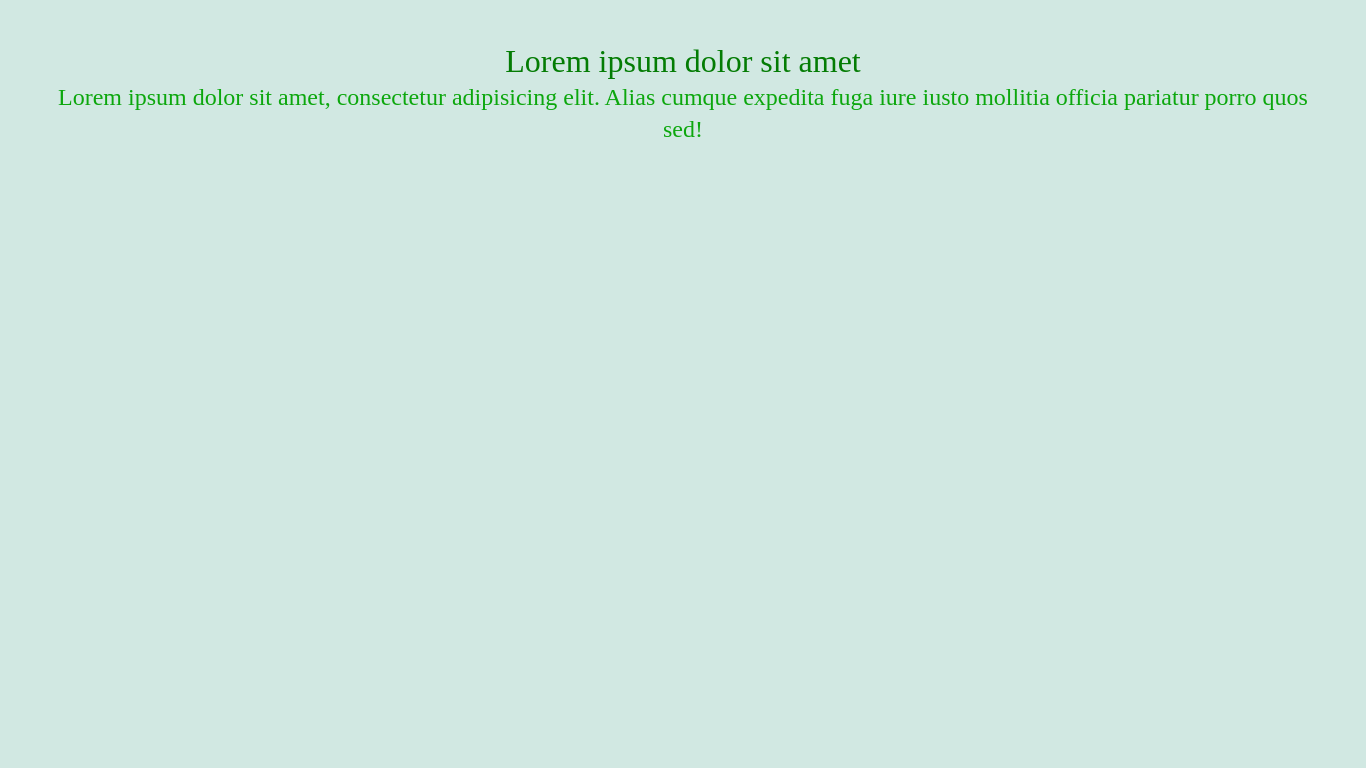 Lorem ipsum dolor sit amet
Lorem ipsum dolor sit amet, consectetur adipisicing elit. Alias cumque expedita fuga iure iusto mollitia officia pariatur porro quos
sed!